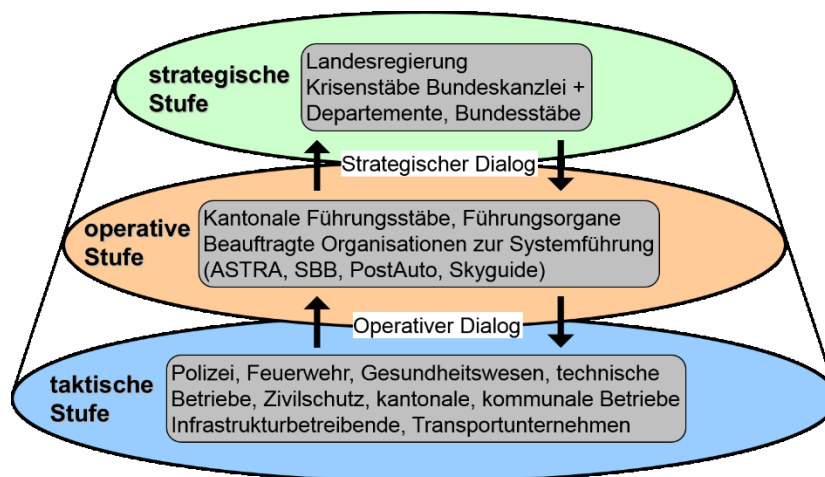 strategische
Stufe
Landesregierung
Krisenstäbe Bundeskanzlei +
Departemente, Bundesstäbe
Strategischer Dialog
operative
Stufe
Kantonale Führungsstäbe, Führungsorgane
Beauftragte Organisationen zur Systemführung
(ASTRA, SBB, PostAuto, Skyguide)
Operativer Dialog
taktische
Stufe
Polizei, Feuerwehr, Gesundheitswesen, technische
Betriebe, Zivilschutz, kantonale, kommunale Betriebe
Infrastrukturbetreibende, Transportunternehmen